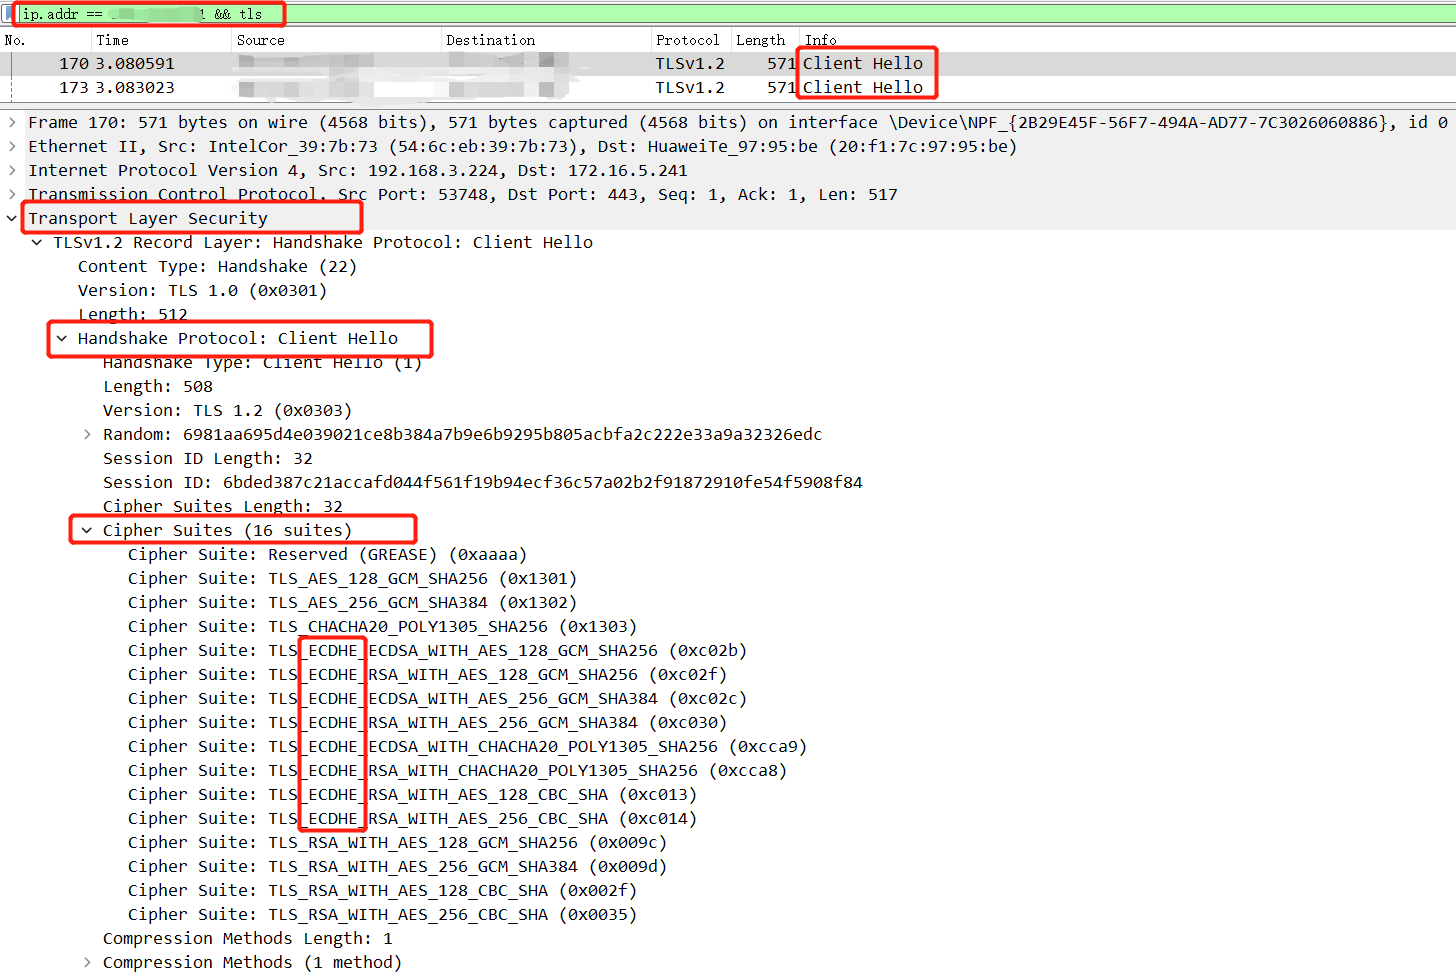 ip.addr == 1 && tls
No. Time Source Destination Protocol Length Info
170 3.080591 TLSv1.2 571 Client Hello
173 3.083023 TLSv1.2 571 Client Hello
Frame 170: 571 bytes on wire (4568 bits), 571 bytes captured (4568 bits) on interface \Device\NPF_{2B29E45F-56F7-494A-AD77-7C3026060886}, id 0
Ethernet II, Src: IntelCor_39:7b:73 (54:6c:eb:39:7b:73), Dst: HuaweiTe_97:95:be (20:f1:7c:97:95:be)
Internet Protocol Version 4, Src: 192.168.3.224, Dst: 172.16.5.241
Transmission Control Protocol, Src Port: 53748, Dst Port: 443, Seq: 1, Ack: 1, Len: 517
Transport Layer Security
TLSv1.2 Record Layer: Handshake Protocol: Client Hello
Content Type: Handshake (22)
Version: TLS 1.0 (0x0301)
Length: 512
Handshake Protocol: Client Hello
Handshake Type: Client Hello (1)
Length: 508
Version: TLS 1.2 (0x0303)
Random: 6981aa695d4e039021ce8b384a7b9e6b9295b805acbfa2c222e33a9a32326edc
Session ID Length: 32
Session ID: 6bded387c21accafd044f561f19b94ecf36c57a02b2f91872910fe54f5908f84
Cipher Suites Length: 32
Cipher Suites (16 suites)
Cipher Suite: Reserved (GREASE) (0xaaaa)
Cipher Suite: TLS_AES_128_GCM_SHA256 (0x1301)
Cipher Suite: TLS_AES_256_GCM_SHA384 (0x1302)
Cipher Suite: TLS_CHACHA20_POLY1305_SHA256 (0x1303)
Cipher Suite: TLS_ECDHE_ECDSA_WITH_AES_128_GCM_SHA256 (0xc02b)
Cipher Suite: TLS_ECDHE_RSA_WITH_AES_128_GCM_SHA256 (0xc02f)
Cipher Suite: TLS_ECDHE_ECDSA_WITH_AES_256_GCM_SHA384 (0xc02c)
Cipher Suite: TLS_ECDHE_RSA_WITH_AES_256_GCM_SHA384 (0xc030)
Cipher Suite: TLS_ECDHE_ECDSA_WITH_CHACHA20_POLY1305_SHA256 (0xcca9)
Cipher Suite: TLS_ECDHE_RSA_WITH_CHACHA20_POLY1305_SHA256 (0xcca8)
Cipher Suite: TLS_ECDHE_RSA_WITH_AES_128_CBC_SHA (0xc013)
Cipher Suite: TLS_ECDHE_RSA_WITH_AES_256_CBC_SHA (0xc014)
Cipher Suite: TLS_RSA_WITH_AES_128_GCM_SHA256 (0x009c)
Cipher Suite: TLS_RSA_WITH_AES_256_GCM_SHA384 (0x009d)
Cipher Suite: TLS_RSA_WITH_AES_128_CBC_SHA (0x002f)
Cipher Suite: TLS_RSA_WITH_AES_256_CBC_SHA (0x0035)
Compression Methods Length: 1
Compression Methods (1 method)